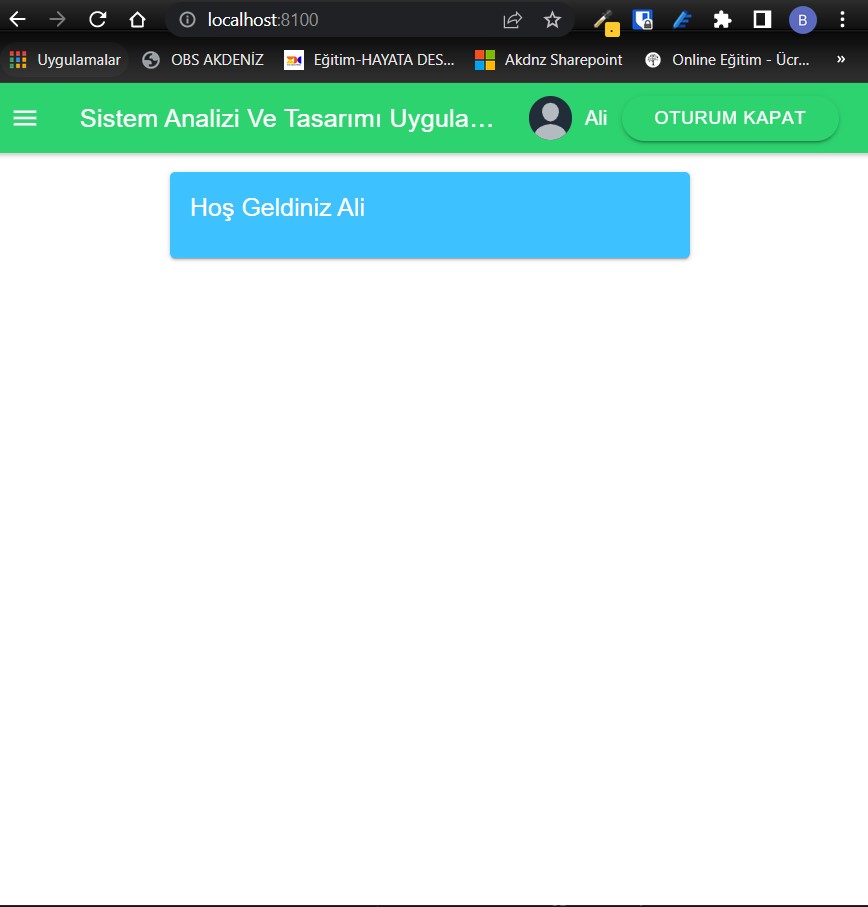 localhost:8100
B
Uygulamalar OBS AKDENİZ Eğitim-HAYATA DES... Akdnz Sharepoint Online Eğitim - Ücr... »
Sistem Analizi Ve Tasarımı Uygula... Ali OTURUM KAPAT
Hoş Geldiniz Ali